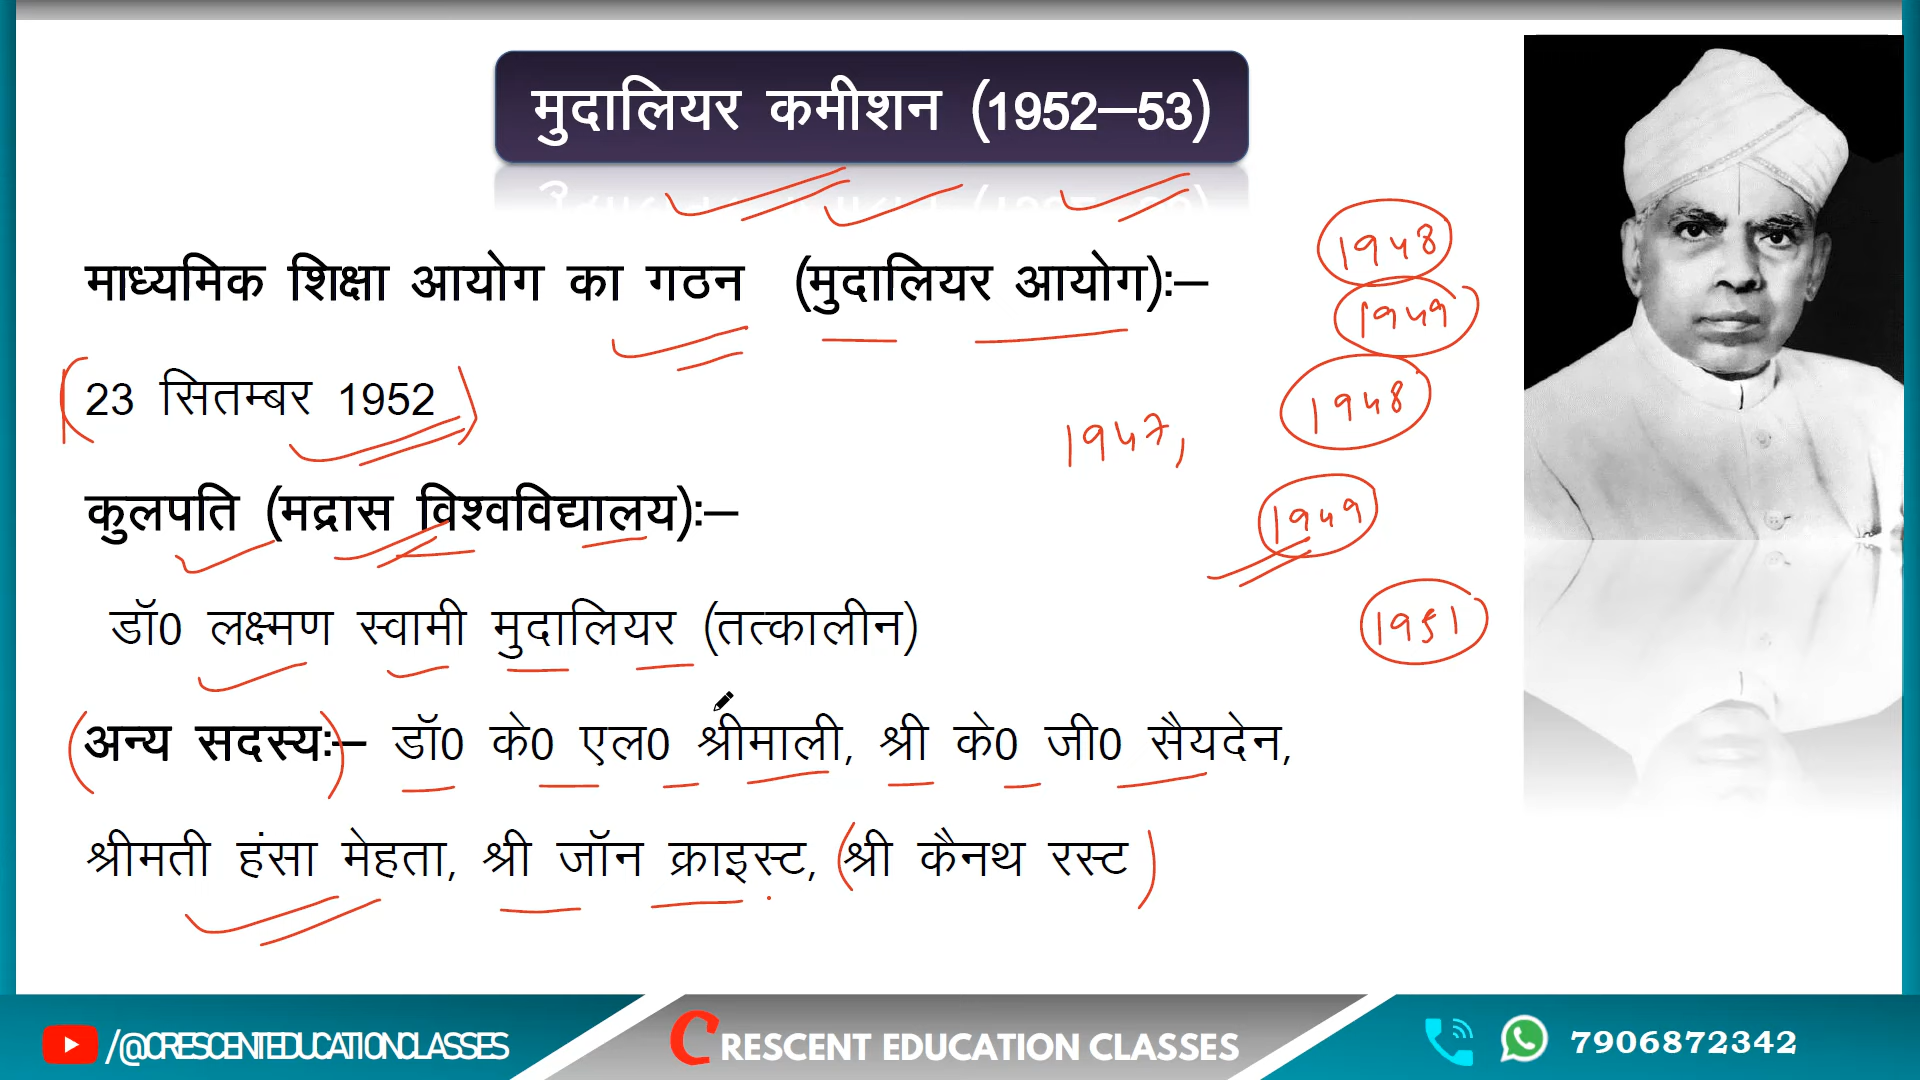 मुदालियर कमीशन (1952–53)
माध्यमिक शिक्षा आयोग का गठन (मुदालियर आयोग):–
1948
1949
23 सितम्बर 1952
1948
1947,
कुलपति (मद्रास विश्वविद्यालय):–
1949
डॉ0 लक्ष्मण स्वामी मुदालियर (तत्कालीन)
1951
अन्य सदस्य:– डॉ0 के0 एल0 श्रीमाली, श्री के0 जी0 सैयदेन,
श्रीमती हंसा मेहता, श्री जॉन क्राइस्ट, श्री कैनथ रस्ट
/@CRESCENTEDUCATIONCLASSES
CRESCENT EDUCATION CLASSES
7906872342